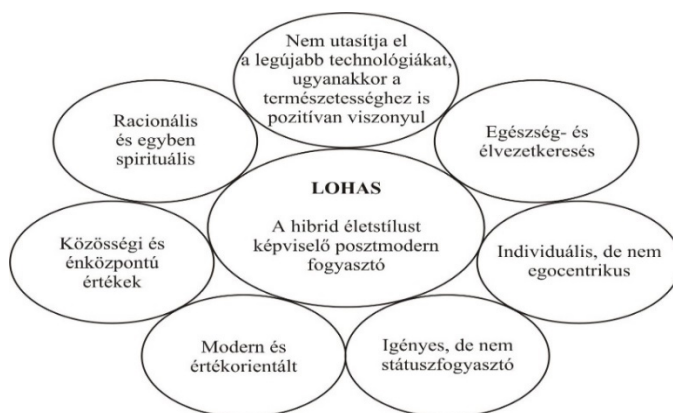 Nem utasítja el
a legújabb technológiákat,
ugyanakkor a
természetességhez is
pozitívan viszonyul
Racionális
és egyben
spirituális
Egészség- és
élvezetkeresés
LOHAS
A hibrid életstílust
képviselő posztmodern
fogyasztó
Közösségi és
énközpontú
értékek
Individuális, de nem
egocentrikus
Modern és
értékorientált
Igényes, de nem
státuszfogyasztó